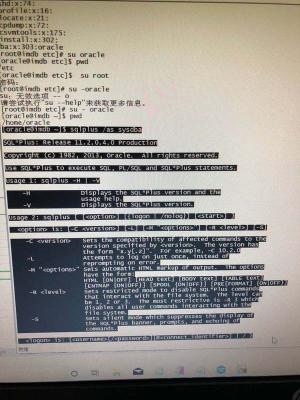 shd:x:74:
profile:x:16:
locate:x:21:
cpdump:x:72:
csvmtools:x:175:
install:x:302:
ba:x:303:oracle
[root@imdb etc]# su oracle
[oracle@imdb etc]$ pwd
/etc
[oracle@imdb etc]$ su root
密码：
[root@imdb etc]# su -oracle
su：无效选项 -- o
请尝试执行"su --help"来获取更多信息。
[root@imdb etc]# su - oracle
[oracle@imdb ~]$ pwd
/home/oracle
[oracle@imdb ~]$ sqlplus /as sysdba
SQL*Plus: Release 11.2.0.4.0 Production
Copyright (c) 1982, 2013, Oracle. All rights reserved.
Use SQL*Plus to execute SQL, PL/SQL and SQL*Plus statements.
Usage 1: sqlplus -H | -V
-H Displays the SQL*Plus version and the
usage help.
-V Displays the SQL*Plus version.
Usage 2: sqlplus [ [<option>] [{logon | /nolog}] [<start>] ]
<option> is: [-C <version>] [-L] [-M "<options>"] [-R <level>] [-S]
-C <version> Sets the compatibility of affected commands to the
version specified by <version>. The version has
the form "x.y[.z]". For example, -C 10.2.0
-L Attempts to log on just once, instead of
reprompting on error.
-M "<options>" Sets automatic HTML markup of output. The options
have the form:
HTML [ON|OFF] [HEAD text] [BODY text] [TABLE text]
[ENTMAP {ON|OFF}] [SPOOL {ON|OFF}] [PRE[FORMAT] {ON|OFF}]
-R <level> Sets restricted mode to disable SQL*Plus commands
that interact with the file system. The level can
be 1, 2 or 3. The most restrictive is -R 3 which
disables all user commands interacting with the
file system.
-S Sets silent mode which suppresses the display of
the SQL*Plus banner, prompts, and echoing of
commands.
<logon> is: {<username>[/<password>][@<connect_identifier>] | / }